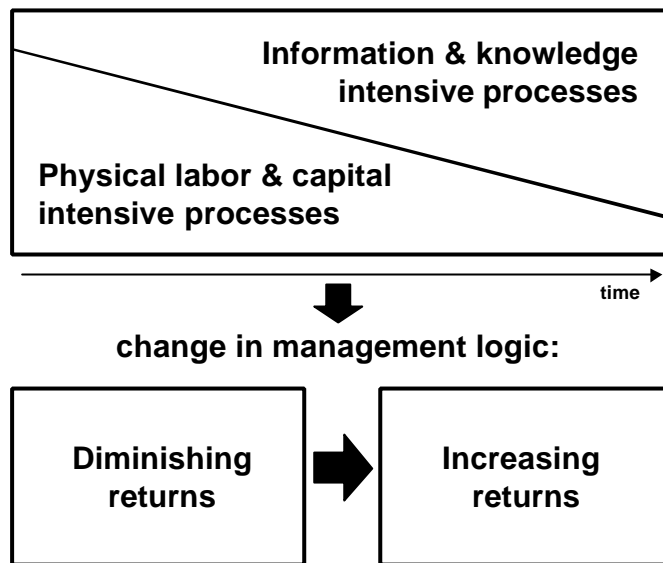 Information & knowledge
intensive processes
Physical labor & capital
intensive processes
time
change in management logic:
Diminishing
returns
Increasing
returns